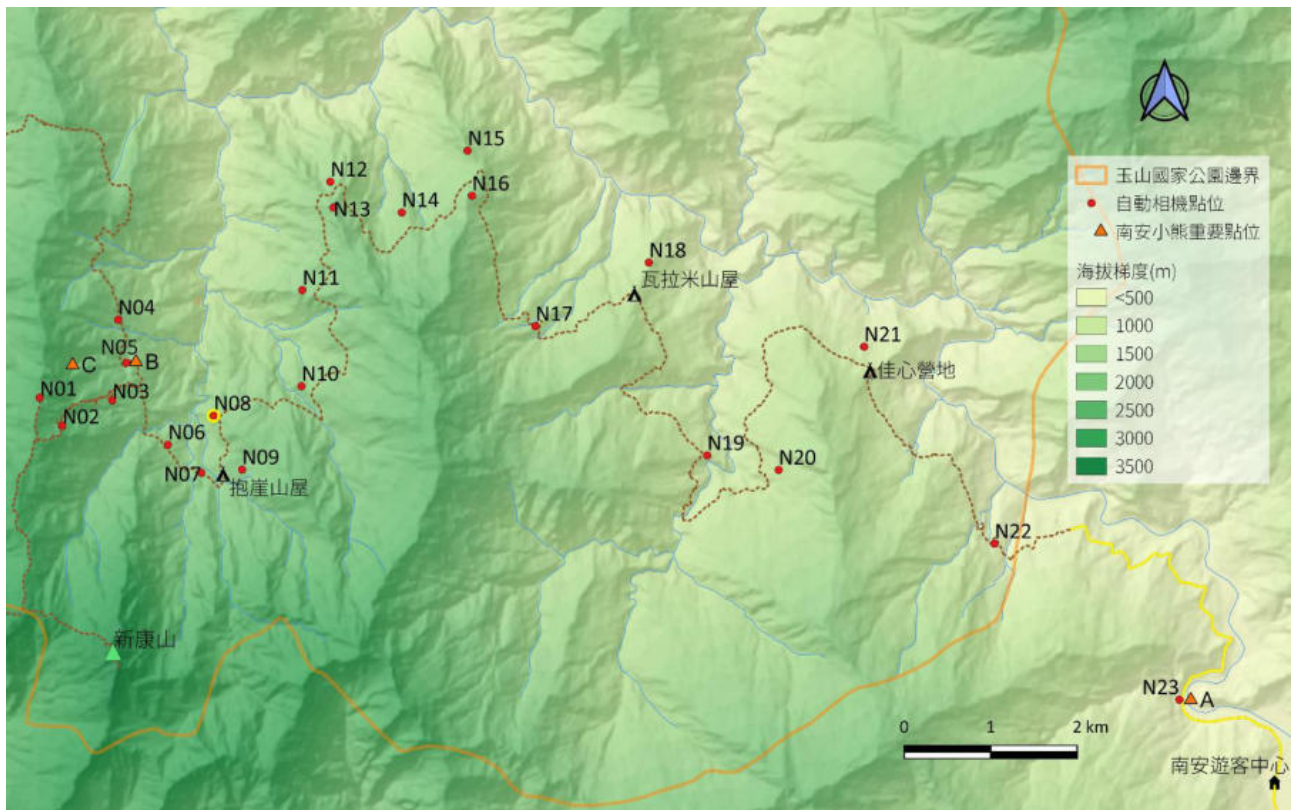 N15
N12
N16
玉山國家公園邊界
N13
N14
自動相機點位
南安小熊重要點位
N18
海拔梯度(m)
N11
瓦拉米山屋
<500
N04
N17
1000
1500
N05
B
N21
2000
C
佳心營地
2500
N01
N03
N10
3000
N02
N08
3500
N06
N19
N09
N20
N07
抱崖山屋
N22
新康山
N23
A
0 1 2 km
南安遊客中心